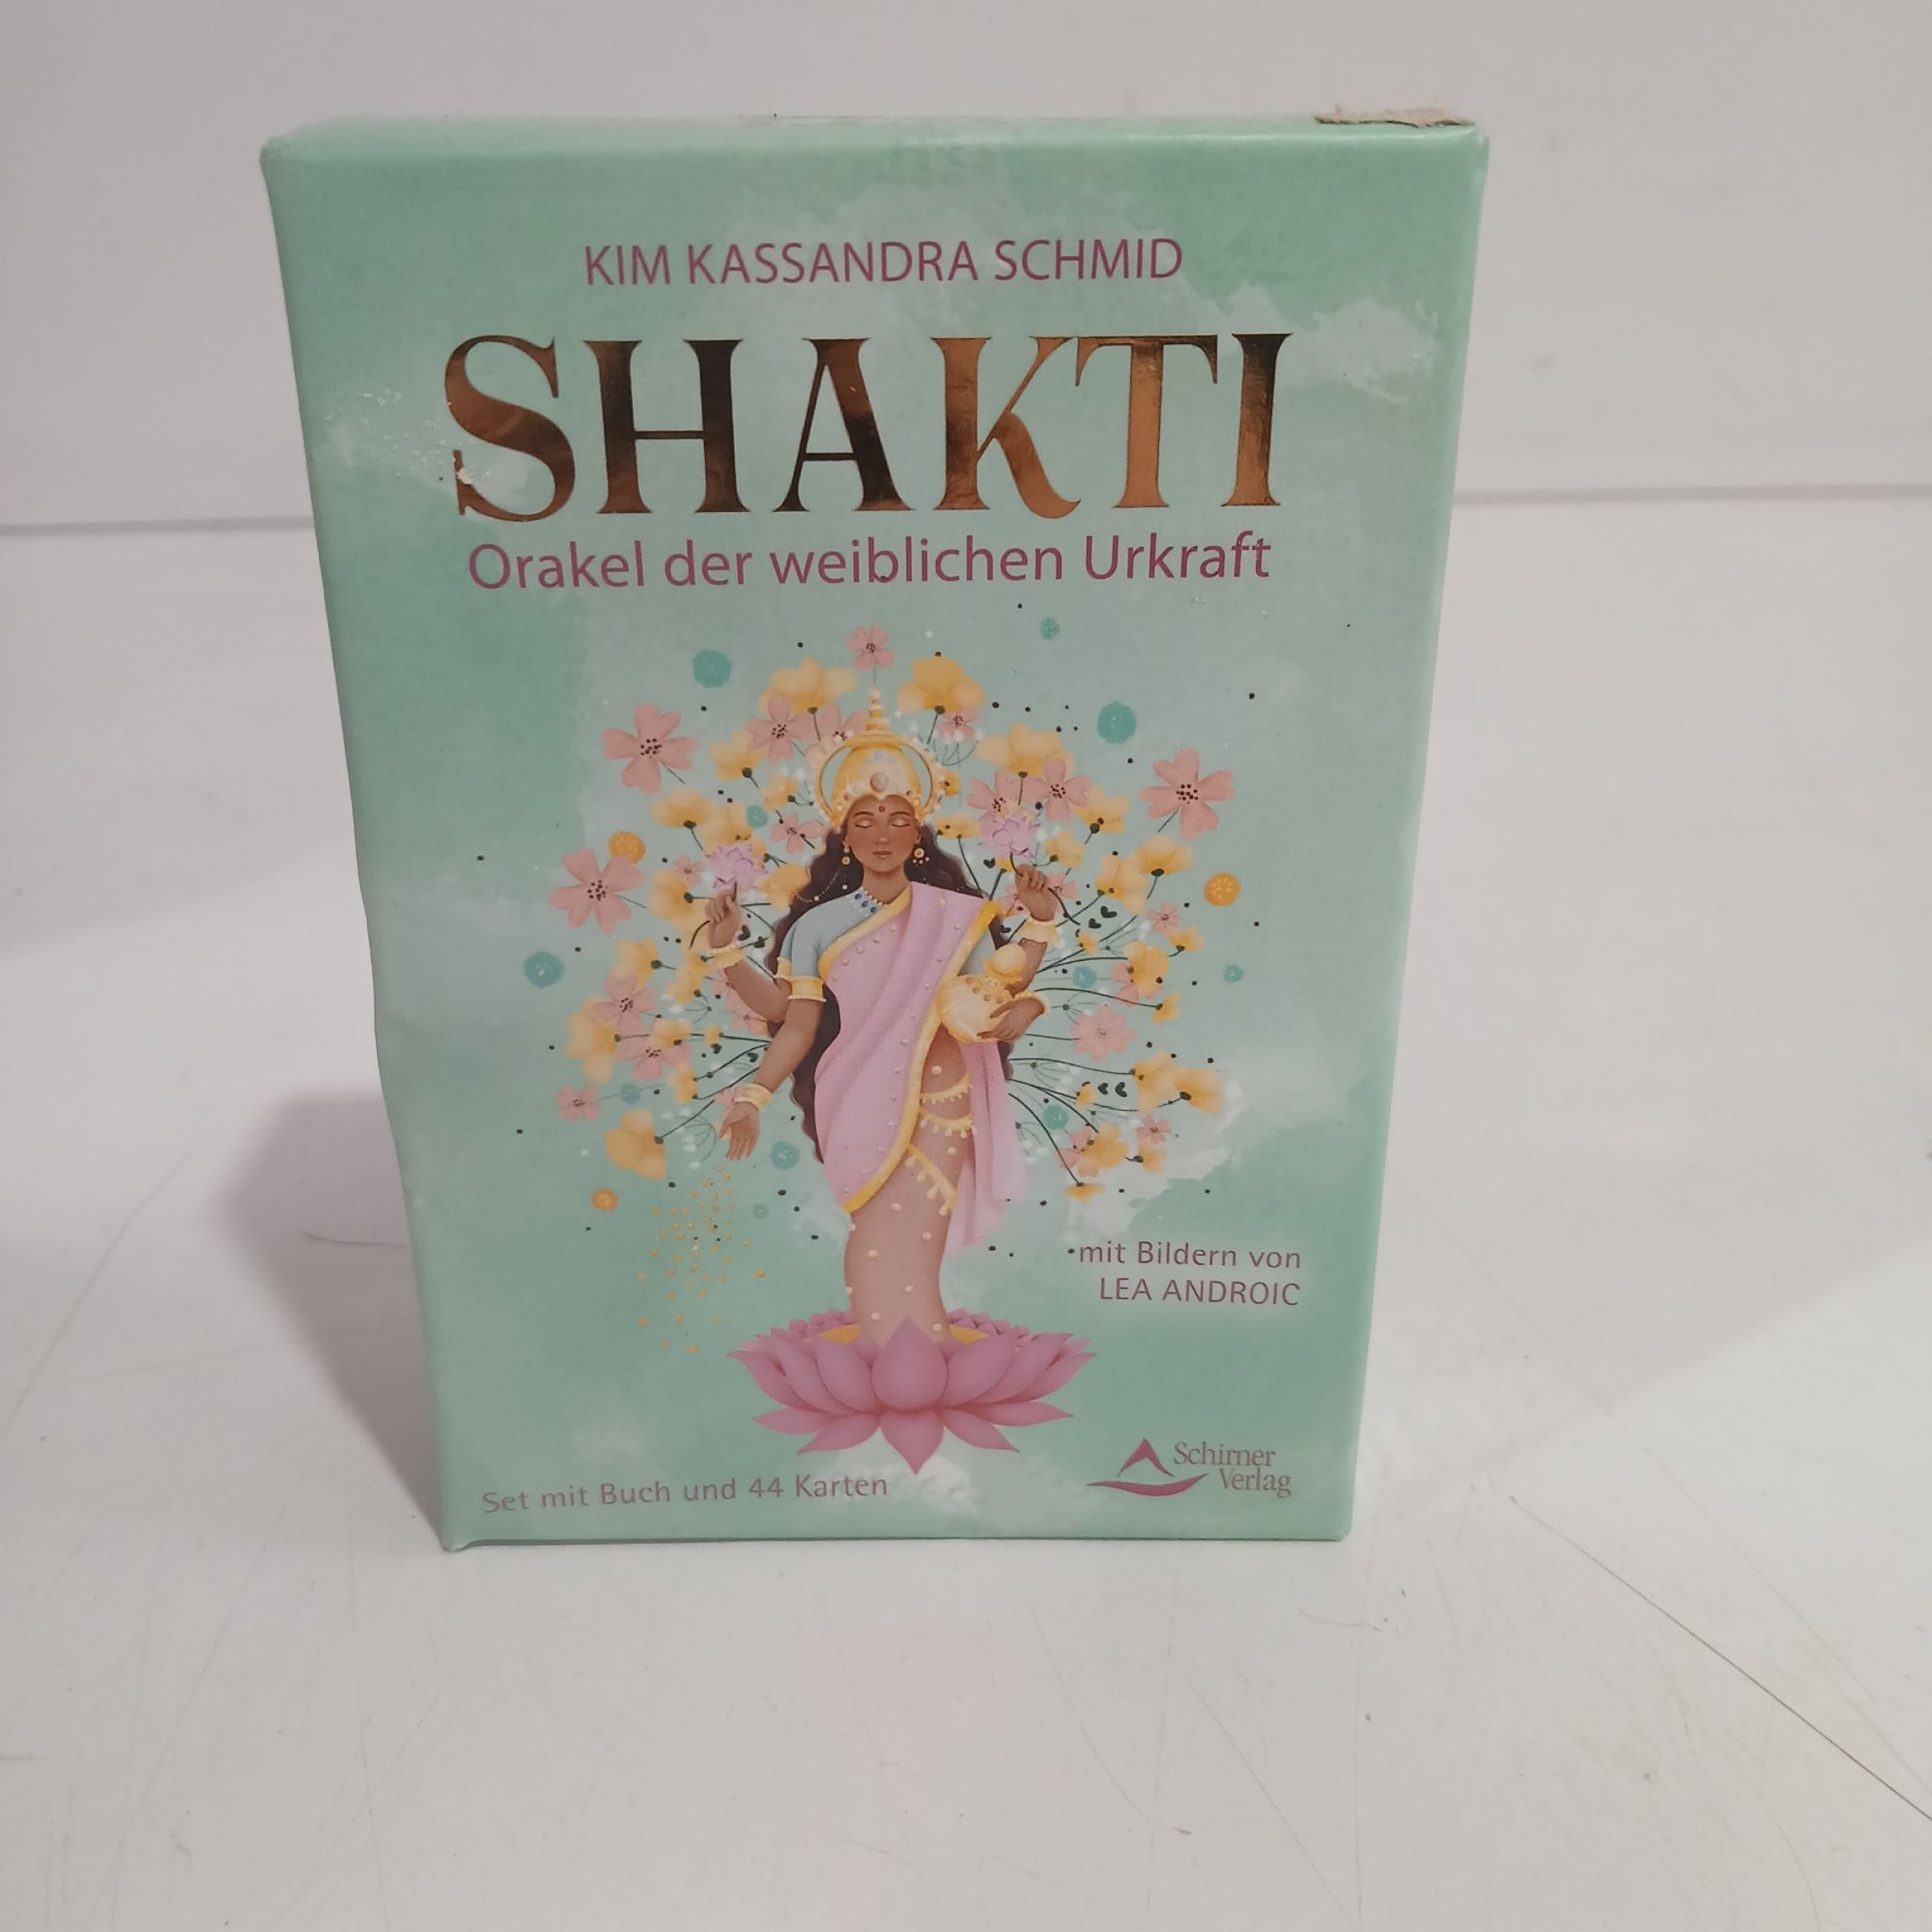 KIM KASSANDRA SCHMID
SHAKTI
Orakel der weiblichen Urkraft
mit Bildern von
LEA ANDROIC
Set mit Buch und 44 Karten
Schirner
Verlag